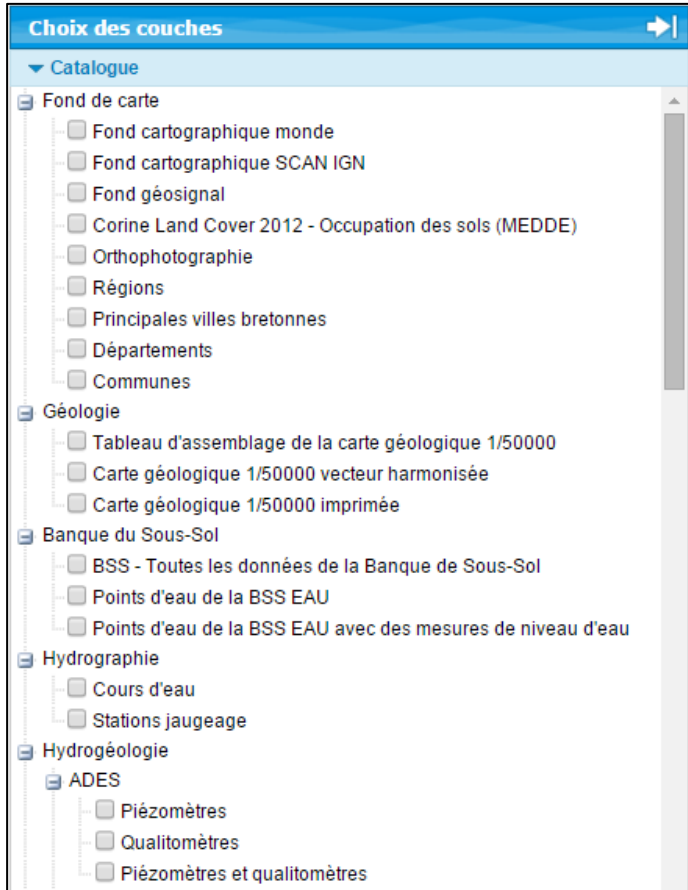 Choix des couches
Catalogue
Fond de carte
Fond cartographique monde
Fond cartographique SCAN IGN
Fond géosignal
Corine Land Cover 2012 - Occupation des sols (MEDDE)
Orthophotographie
Régions
Principales villes bretonnes
Départements
Communes
Géologie
Tableau d'assemblage de la carte géologique 1/50000
Carte géologique 1/50000 vecteur harmonisée
Carte géologique 1/50000 imprimée
Banque du Sous-Sol
BSS - Toutes les données de la Banque de Sous-Sol
Points d'eau de la BSS EAU
Points d'eau de la BSS EAU avec des mesures de niveau d'eau
Hydrographie
Cours d'eau
Stations jaugeage
Hydrogéologie
ADES
Piézomètres
Qualitomètres
Piézomètres et qualitomètres